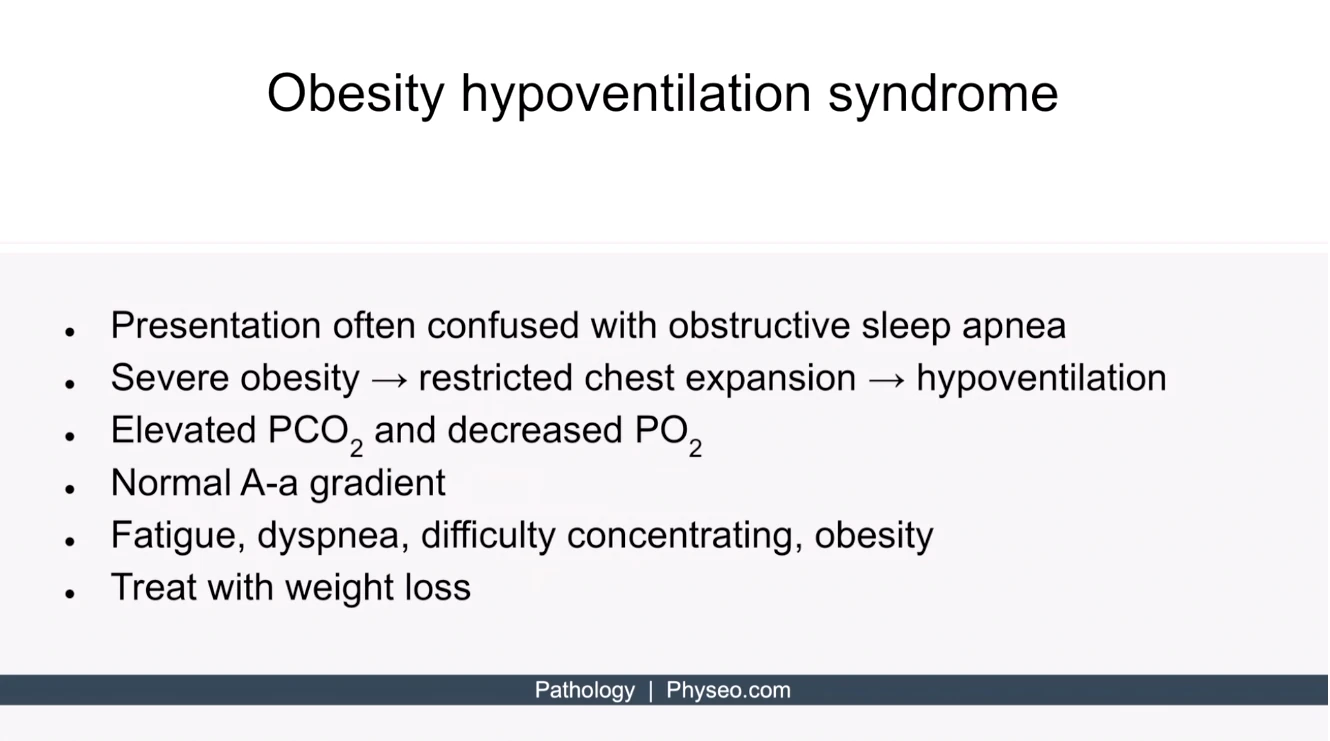 Obesity hypoventilation syndrome
• Presentation often confused with obstructive sleep apnea
• Severe obesity → restricted chest expansion → hypoventilation
• Elevated PCO₂ and decreased PO₂
• Normal A-a gradient
• Fatigue, dyspnea, difficulty concentrating, obesity
• Treat with weight loss
Pathology | Physeo.com